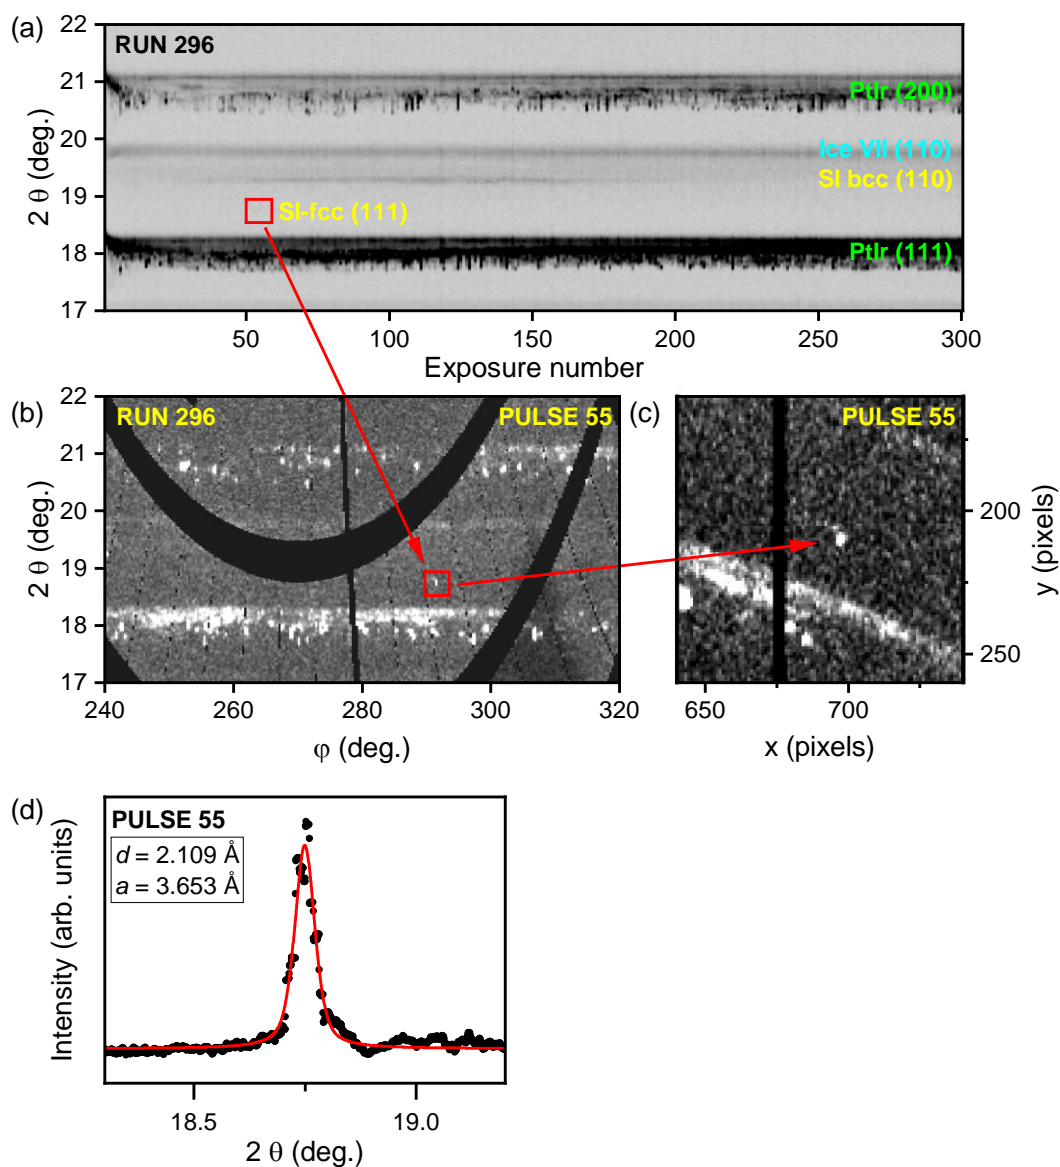 (a)
RUN 296
22
21
20
19
18
17
2 θ (deg.)
PtIr (200)
Ice VII (110)
SI bcc (110)
SI-fcc (111)
PtIr (111)
50
100
150
200
250
300
Exposure number
(b)
RUN 296
PULSE 55
22
21
20
19
18
17
2 θ (deg.)
240
260
280
300
320
φ (deg.)
(c)
PULSE 55
200
250
y (pixels)
650
700
x (pixels)
(d)
PULSE 55
d = 2.109 Å
a = 3.653 Å
Intensity (arb. units)
18.5
19.0
2 θ (deg.)